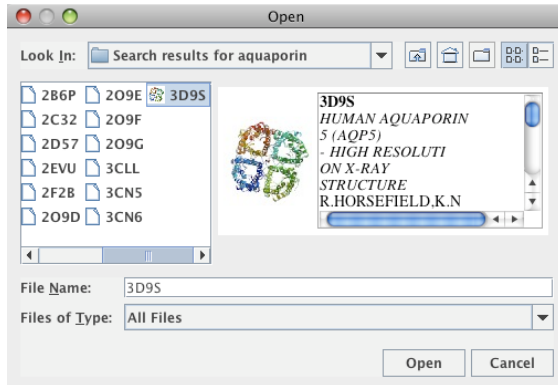 Open
Look In: Search results for aquaporin
2B6P 2O9E 3D9S
2C32 2O9F
2D57 2O9G
2EVU 3CLL
2F2B 3CN5
2O9D 3CN6
3D9S
HUMAN AQUAPORIN
5 (AQP5)
- HIGH RESOLUTI
ON X-RAY
STRUCTURE
R.HORSEFIELD,K.N
File Name: 3D9S
Files of Type: All Files
Open Cancel